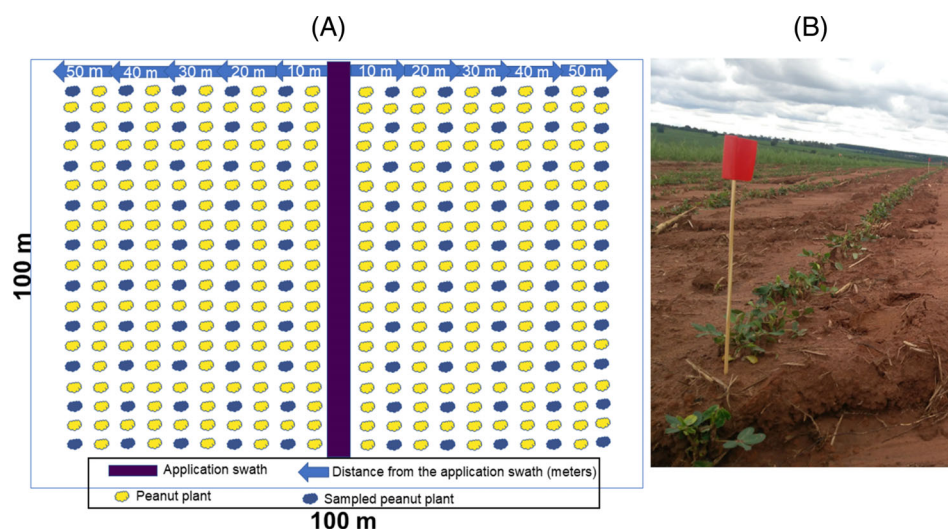 (A)
(B)
50 m 40 m 30 m 20 m 10 m 10 m 20 m 30 m 40 m 50 m
100 m
Application swath
Distance from the application swath (meters)
Peanut plant
Sampled peanut plant
100 m